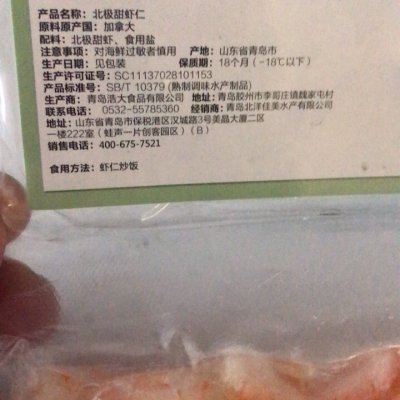 产品名称：北极甜虾仁
原料原产国：加拿大
配料：北极甜虾、食用盐
注意事项：对海鲜过敏者慎用 产地：山东省青岛市
生产日期：见包装 保质期：18个月（-18℃以下）
生产许可证号：SC11137028101153
产品标准号：SB/T 10379（熟制调味水产制品）
生产商：青岛浩大食品有限公司 地址：青岛胶州市李哥庄镇魏家屯村
联系电话：0532-55785360 经销商：青岛北洋佳美水产有限公司
地址：山东省青岛市保税港区汉城路3号美晶大厦二区
一楼222室（蛙声一片创客园区）（B）
销售电话：400-675-7521
食用方法：虾仁炒饭